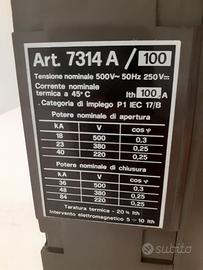 Art. 7314 A / 100
Tensione nominale 500V~ 50Hz 250V⎓
Corrente nominale
termica a 45° C Ith 100 A
Categoria di impiego P1 IEC 17/B
Potere nominale di apertura
kA V cos φ
18 500 0,3
23 380 0,25
40 220 0,25
Potere nominale di chiusura
kA V cos φ
36 500 0,3
48 380 0,25
84 220 0,25
Taratura termica - 20% Ith
Intervento elettromagnetico 5 ÷ 10 Ith
subito